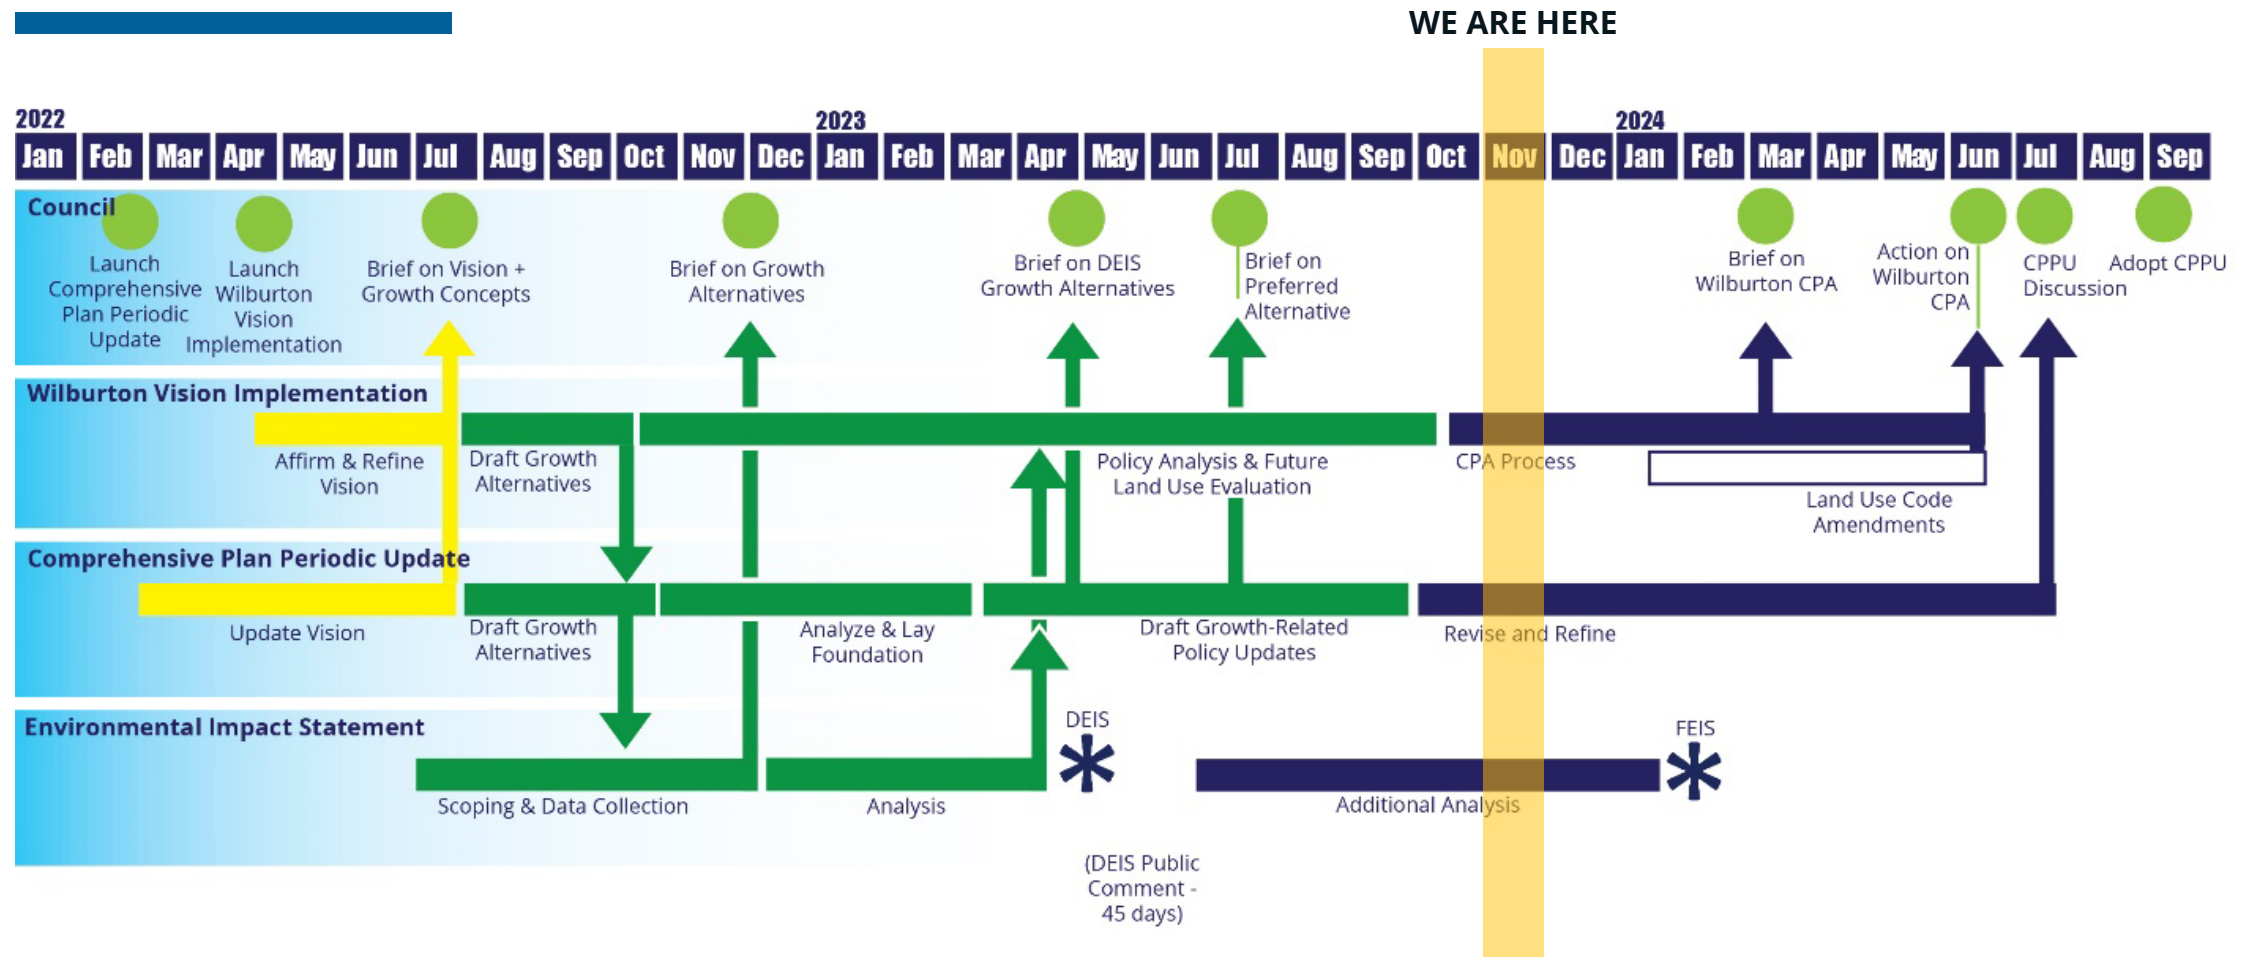 WE ARE HERE
2022
2023
2024
Jan Feb Mar Apr May Jun Jul Aug Sep Oct Nov Dec Jan Feb Mar Apr May Jun Jul Aug Sep Oct Nov Dec Jan Feb Mar Apr May Jun Jul Aug Sep
Council
Launch
Comprehensive
Plan Periodic
Update
Launch
Wilburton
Vision
Implementation
Brief on Vision +
Growth Concepts
Brief on Growth
Alternatives
Brief on DEIS
Growth Alternatives
Brief on
Preferred
Alternative
Brief on
Wilburton CPA
Action on
Wilburton
CPA
CPPU
Discussion
Adopt CPPU
Wilburton Vision Implementation
Affirm & Refine
Vision
Draft Growth
Alternatives
Policy Analysis & Future
Land Use Evaluation
CPA Process
Land Use Code
Amendments
Comprehensive Plan Periodic Update
Update Vision
Draft Growth
Alternatives
Analyze & Lay
Foundation
Draft Growth-Related
Policy Updates
Revise and Refine
Environmental Impact Statement
Scoping & Data Collection
Analysis
DEIS
Additional Analysis
FEIS
(DEIS Public
Comment -
45 days)